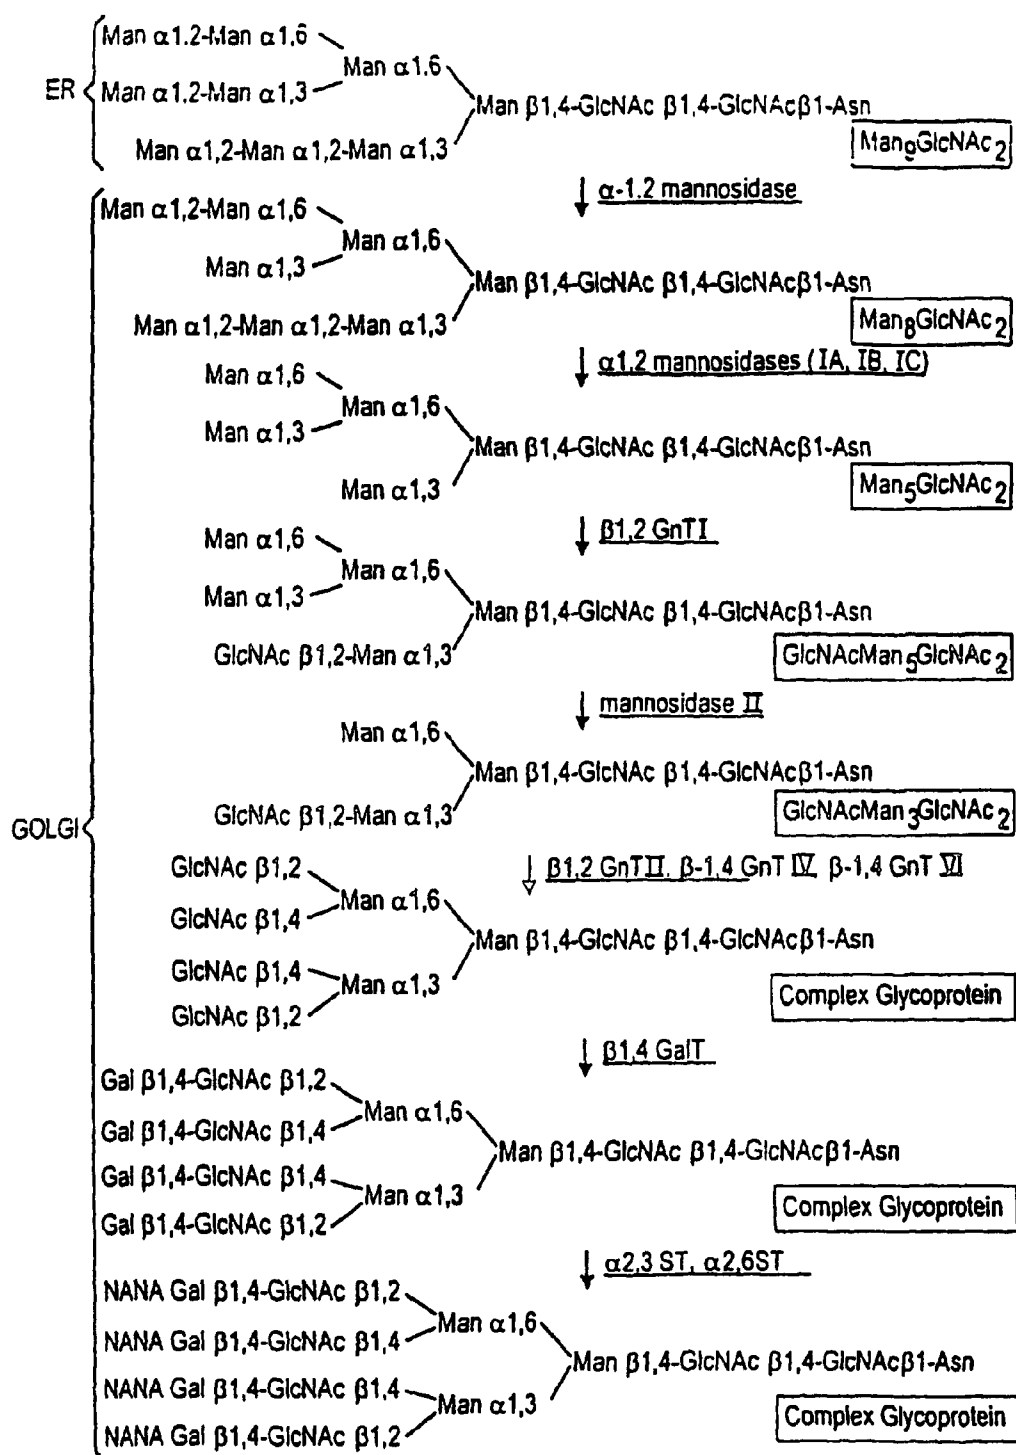 Man α1.2-Man α1,6
Man α1.6
ER
Man α1,2-Man α1,3
Man β1,4-GlcNAc β1,4-GlcNAcβ1-Asn
Man α1,2-Man α1,2-Man α1,3
Man9GlcNAc2
α-1.2 mannosidase
Man α1,2-Man α1,6
Man α1,6
Man α1,3
Man β1,4-GlcNAc β1,4-GlcNAcβ1-Asn
Man α1,2-Man α1,2-Man α1,3
Man8GlcNAc2
α1,2 mannosidases (IA, IB, IC)
Man α1,6
Man α1,6
Man α1,3
Man β1,4-GlcNAc β1,4-GlcNAcβ1-Asn
Man α1,3
Man5GlcNAc2
β1,2 GnTI
Man α1,6
Man α1,6
Man α1,3
Man β1,4-GlcNAc β1,4-GlcNAcβ1-Asn
GlcNAc β1,2-Man α1,3
GlcNAcMan5GlcNAc2
mannosidase II
Man α1,6
Man β1,4-GlcNAc β1,4-GlcNAcβ1-Asn
GlcNAc β1,2-Man α1,3
GlcNAcMan3GlcNAc2
GOLGI
β1,2 GnTII, β-1,4 GnT IV, β-1,4 GnT VI
GlcNAc β1,2
Man α1,6
GlcNAc β1,4
Man β1,4-GlcNAc β1,4-GlcNAcβ1-Asn
GlcNAc β1,4
Man α1,3
GlcNAc β1,2
Complex Glycoprotein
β1,4 GalT
Gal β1,4-GlcNAc β1,2
Man α1,6
Gal β1,4-GlcNAc β1,4
Man β1,4-GlcNAc β1,4-GlcNAcβ1-Asn
Gal β1,4-GlcNAc β1,4
Man α1,3
Gal β1,4-GlcNAc β1,2
Complex Glycoprotein
α2,3 ST, α2,6ST
NANA Gal β1,4-GlcNAc β1,2
Man α1,6
NANA Gal β1,4-GlcNAc β1,4
Man β1,4-GlcNAc β1,4-GlcNAcβ1-Asn
NANA Gal β1,4-GlcNAc β1,4
Man α1,3
NANA Gal β1,4-GlcNAc β1,2
Complex Glycoprotein